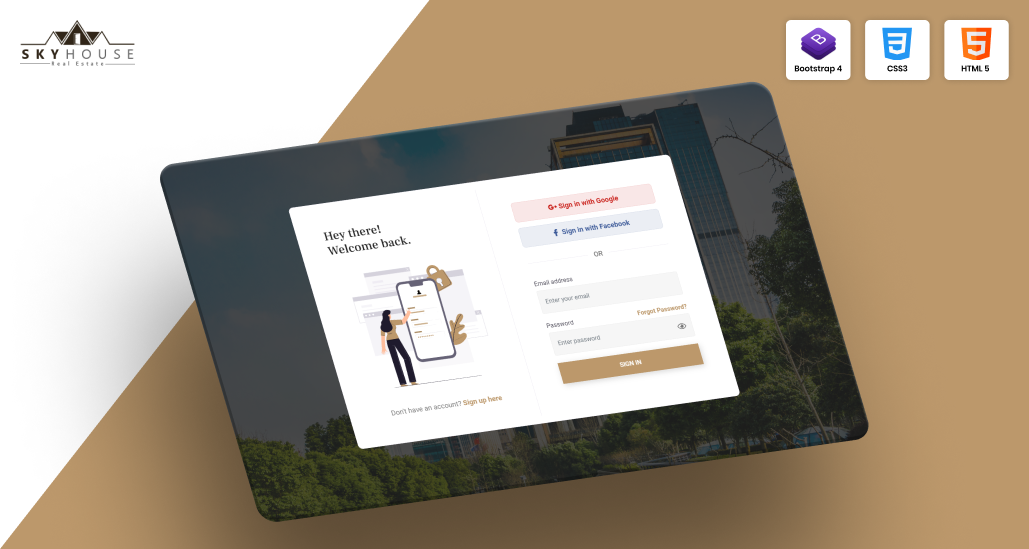 SKYHOUSE
Real Estate
Bootstrap 4
CSS3
HTML 5
Hey there!
Welcome back.
Don't have an account? Sign up here
G+ Sign in with Google
f Sign in with Facebook
OR
Email address
Enter your email
Password
Forgot Password?
Enter password
SIGN IN